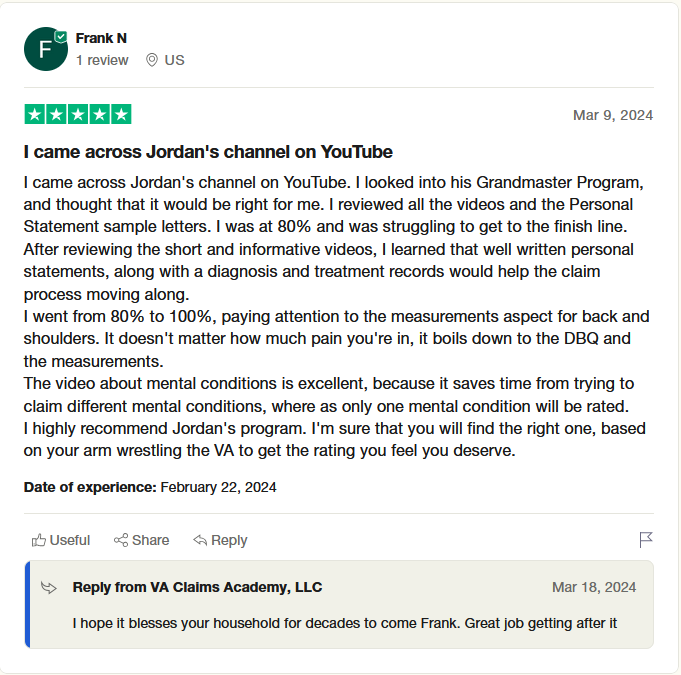 F
Frank N
1 review US
Mar 9, 2024
I came across Jordan's channel on YouTube
I came across Jordan's channel on YouTube. I looked into his Grandmaster Program,
and thought that it would be right for me. I reviewed all the videos and the Personal
Statement sample letters. I was at 80% and was struggling to get to the finish line.
After reviewing the short and informative videos, I learned that well written personal
statements, along with a diagnosis and treatment records would help the claim
process moving along.
I went from 80% to 100%, paying attention to the measurements aspect for back and
shoulders. It doesn't matter how much pain you're in, it boils down to the DBQ and
the measurements.
The video about mental conditions is excellent, because it saves time from trying to
claim different mental conditions, where as only one mental condition will be rated.
I highly recommend Jordan's program. I'm sure that you will find the right one, based
on your arm wrestling the VA to get the rating you feel you deserve.
Date of experience: February 22, 2024
Useful Share Reply
Reply from VA Claims Academy, LLC Mar 18, 2024
I hope it blesses your household for decades to come Frank. Great job getting after it